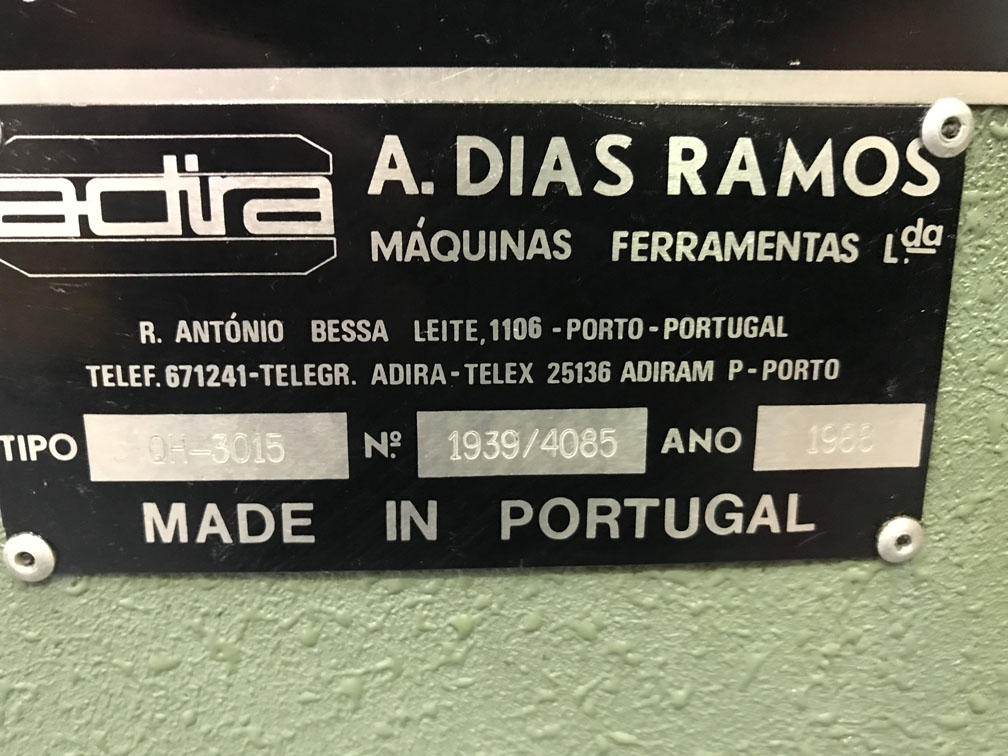 adira
A. DIAS RAMOS
MÁQUINAS FERRAMENTAS L.da
R. ANTÓNIO BESSA LEITE, 1106 - PORTO - PORTUGAL
TELEF. 671241 - TELEGR. ADIRA - TELEX 25136 ADIRAM P - PORTO
TIPO QH-3015 Nº 1939/4085 ANO
MADE IN PORTUGAL